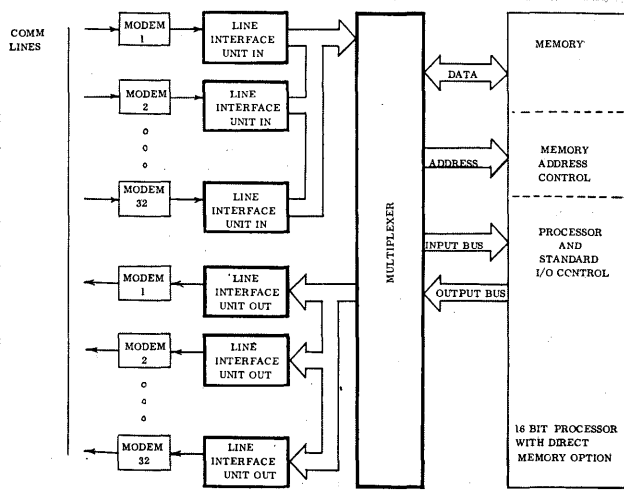 COMM
LINES
MODEM
1
LINE
INTERFACE
UNIT IN
MODEM
2
LINE
INTERFACE
UNIT IN
MODEM
32
LINE
INTERFACE
UNIT IN
MODEM
1
LINE
INTERFACE
UNIT OUT
MODEM
2
LINE
INTERFACE
UNIT OUT
MODEM
32
LINE
INTERFACE
UNIT OUT
MULTIPLEXER
DATA
ADDRESS
INPUT BUS
OUTPUT BUS
MEMORY
MEMORY
ADDRESS
CONTROL
PROCESSOR
AND
STANDARD
I/O CONTROL
16 BIT PROCESSOR
WITH DIRECT
MEMORY OPTION